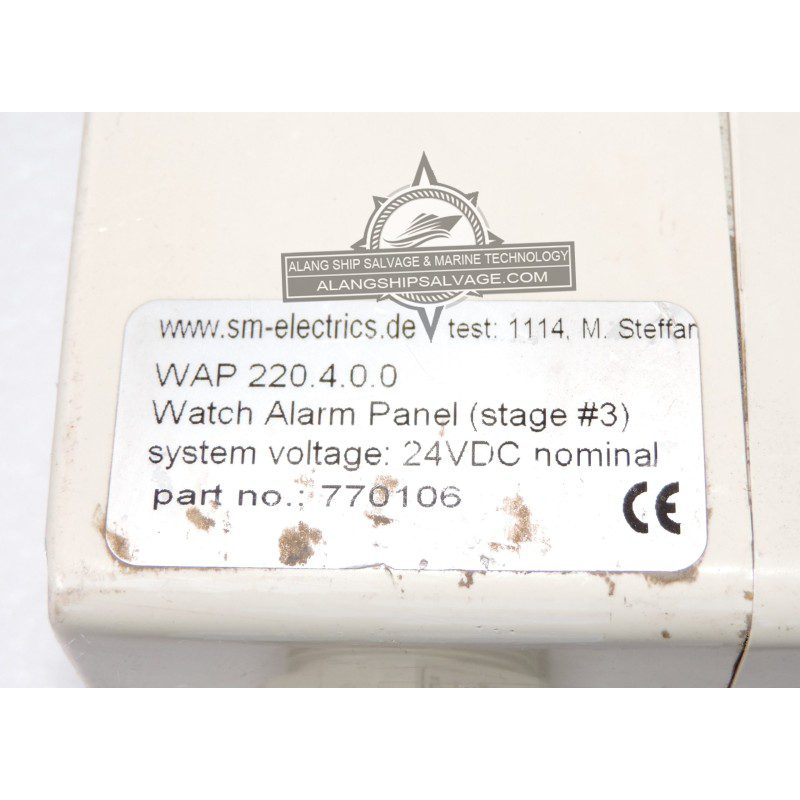 ALANG SHIP SALVAGE & MARINE TECHNOLOGY
ALANGSHIPSALVAGE.COM
www.sm-electrics.de test: 1114, M. Steffan
WAP 220.4.0.0
Watch Alarm Panel (stage #3)
system voltage: 24VDC nominal
part no.: 770106
CE